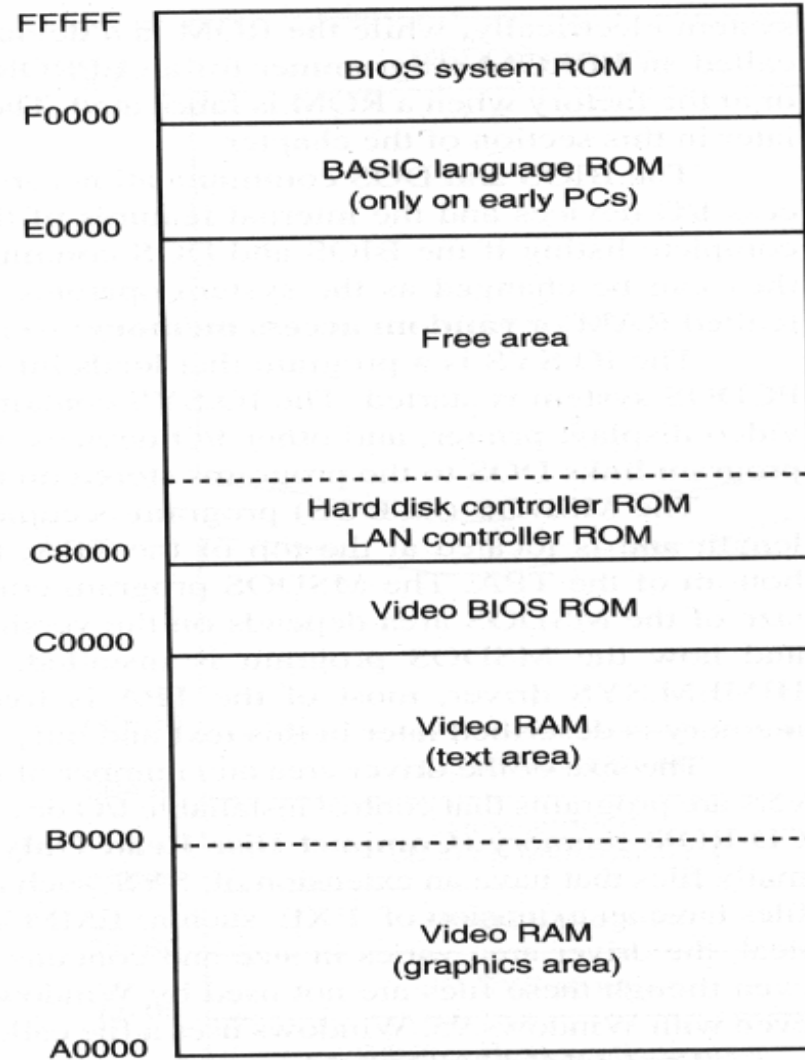 FFFFF
BIOS system ROM
F0000
BASIC language ROM
(only on early PCs)
E0000
Free area
Hard disk controller ROM
LAN controller ROM
C8000
Video BIOS ROM
C0000
Video RAM
(text area)
B0000
Video RAM
(graphics area)
A0000